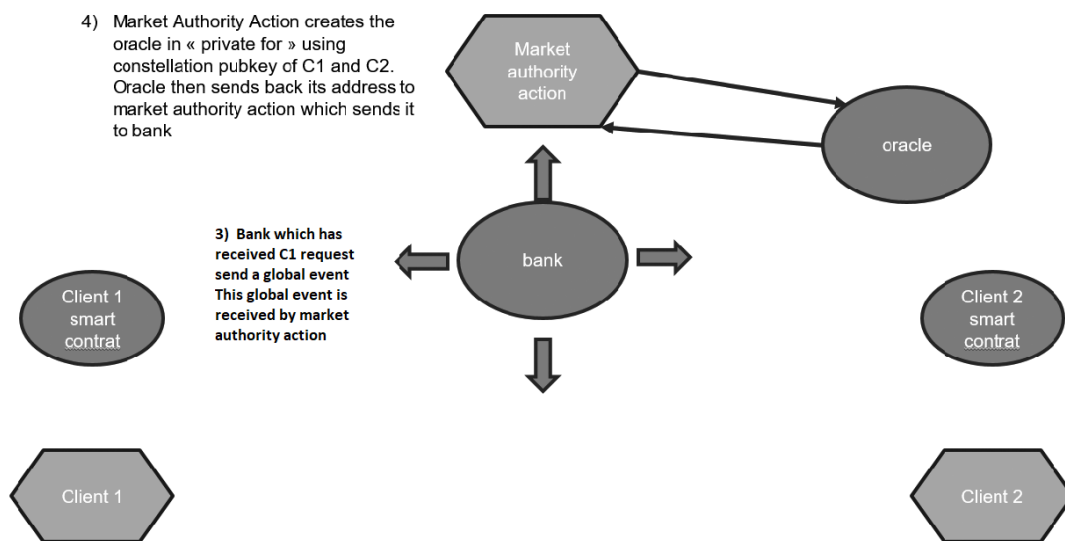 4) Market Authority Action creates the
oracle in « private for » using
constellation pubkey of C1 and C2.
Oracle then sends back its address to
market authority action which sends it
to bank
Market
authority
action
oracle
3) Bank which has
received C1 request
send a global event
This global event is
received by market
authority action
bank
Client 1
smart
contrat
Client 2
smart
contrat
Client 1
Client 2